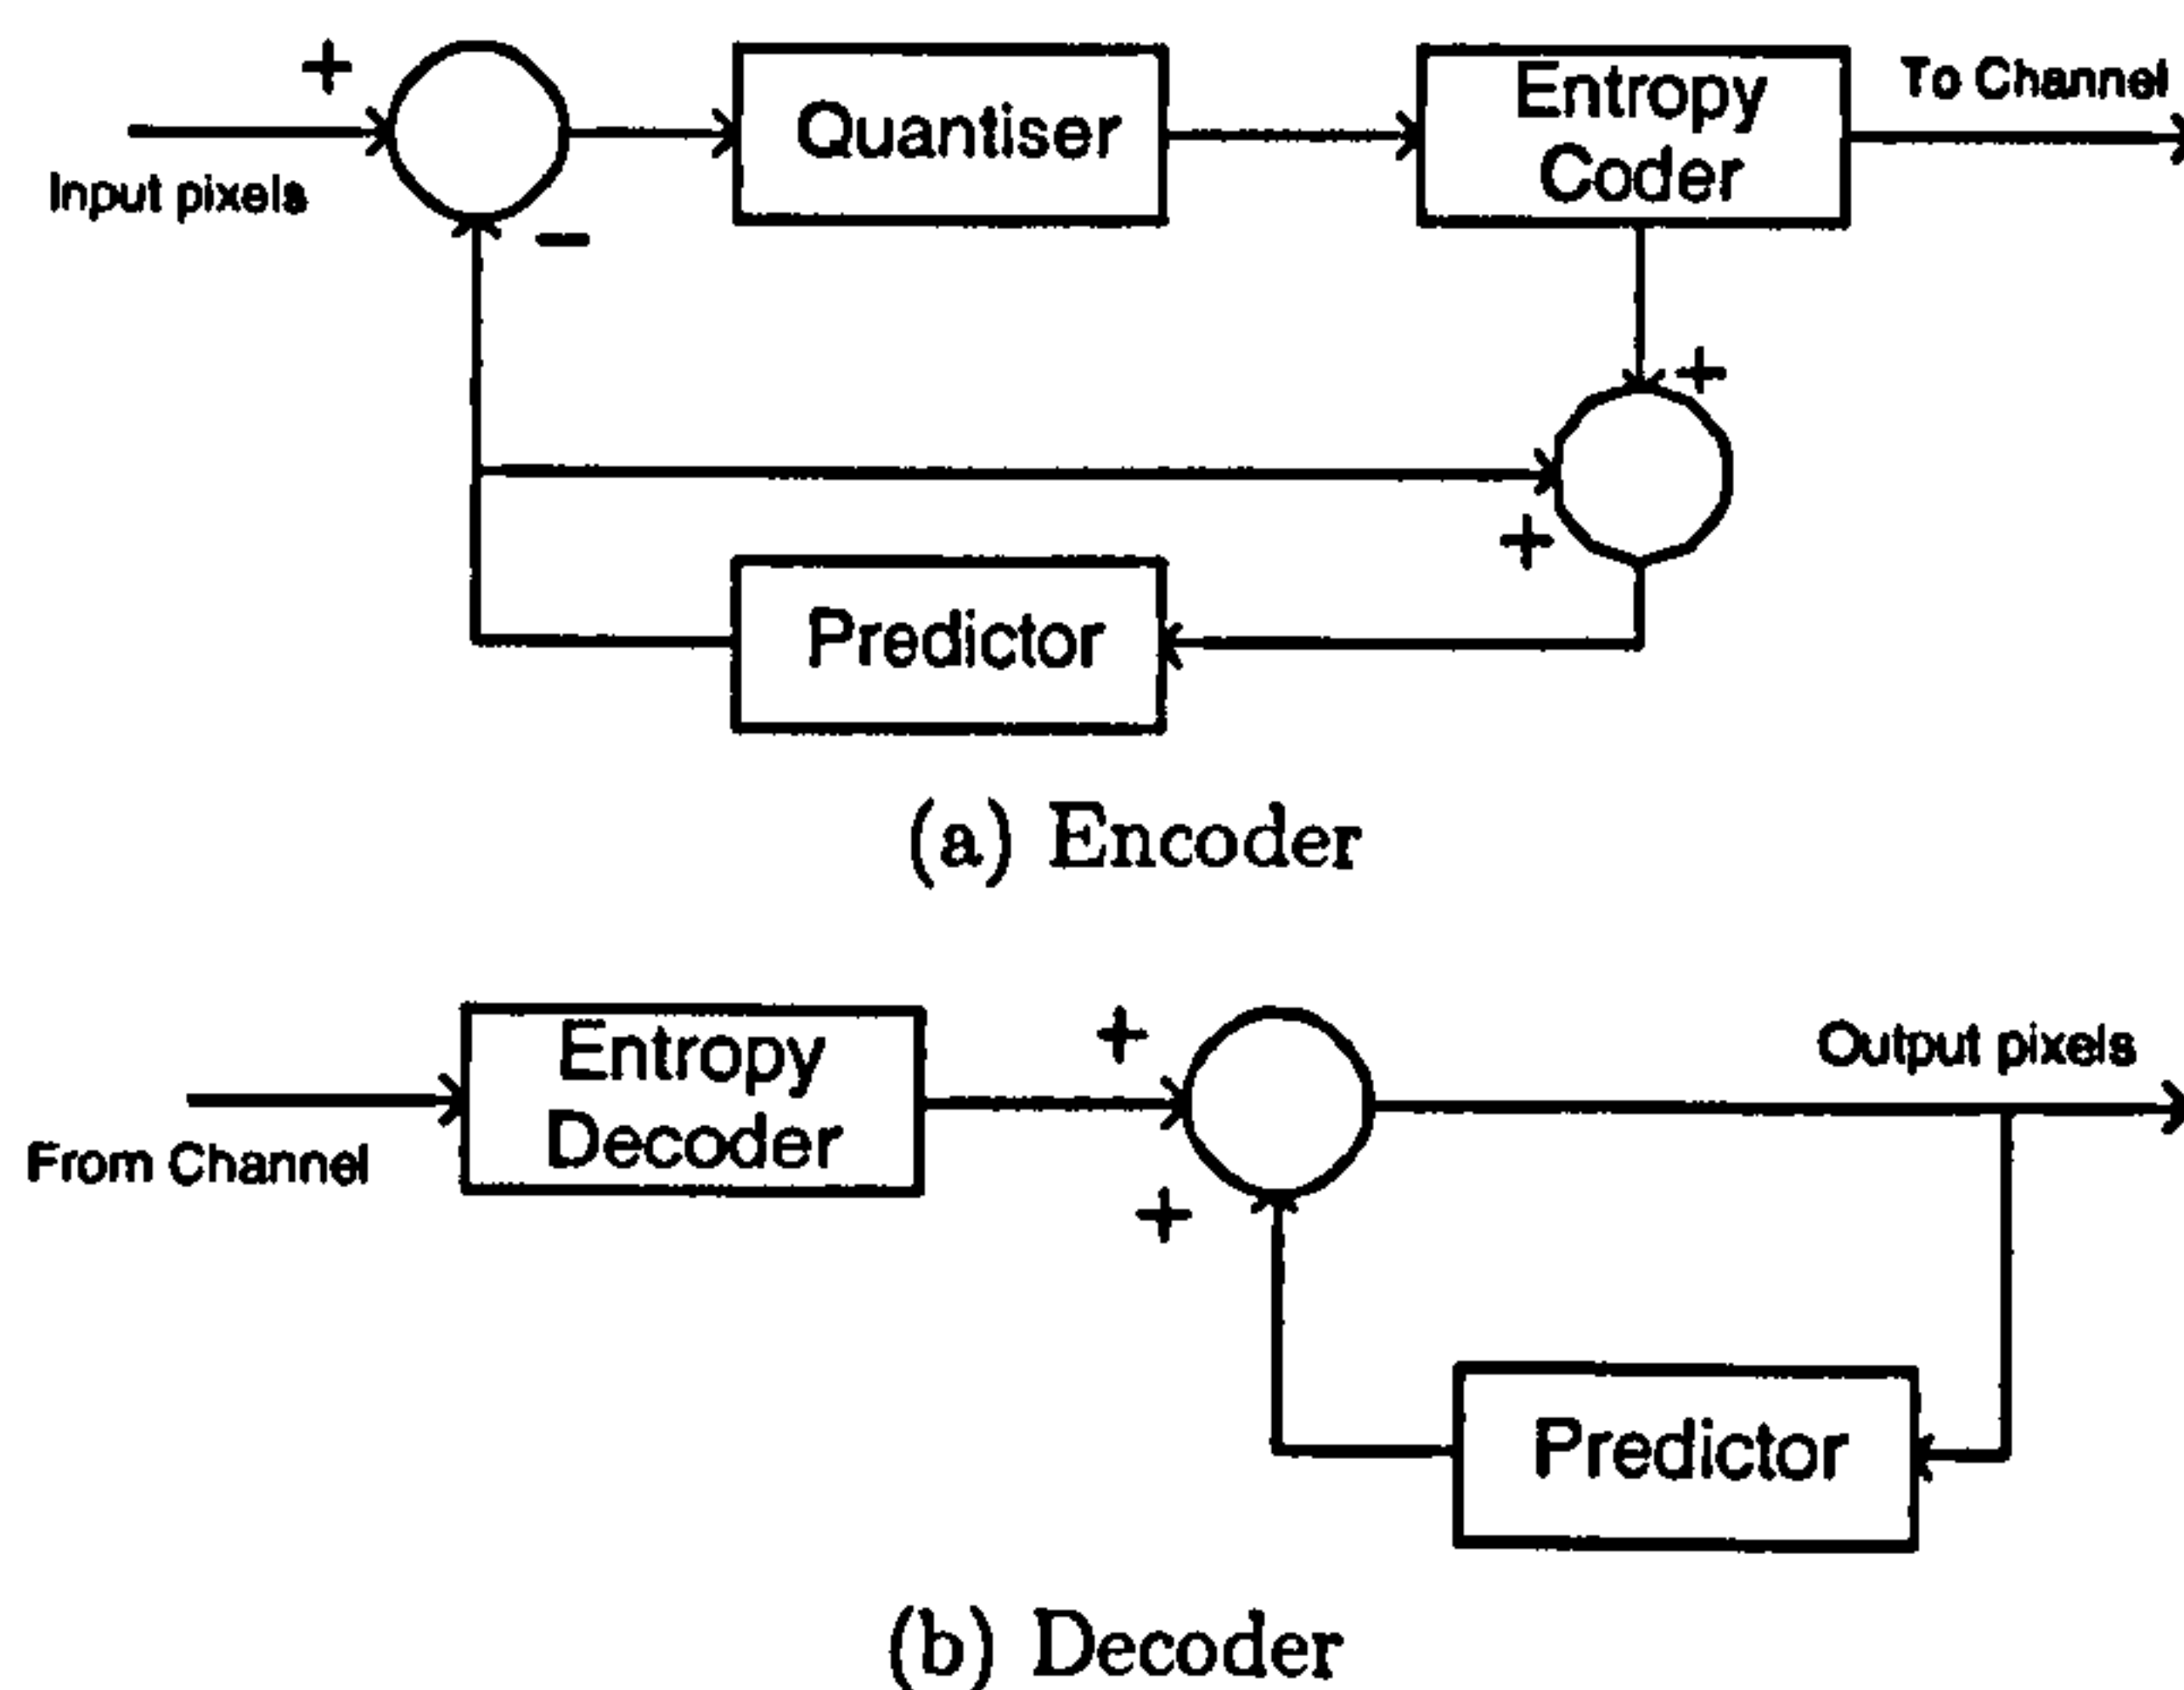 +
Input pixels
−
Quantiser
Entropy
Coder
To Channel
+
+
Predictor
(a) Encoder
From Channel
Entropy
Decoder
+
+
Output pixels
Predictor
(b) Decoder